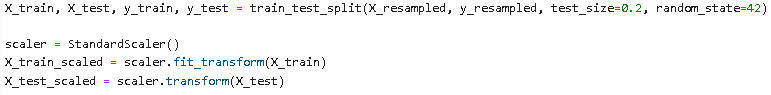 X_train, X_test, y_train, y_test = train_test_split(X_resampled, y_resampled, test_size=0.2, random_state=42)
scaler = StandardScaler()
X_train_scaled = scaler.fit_transform(X_train)
X_test_scaled = scaler.transform(X_test)